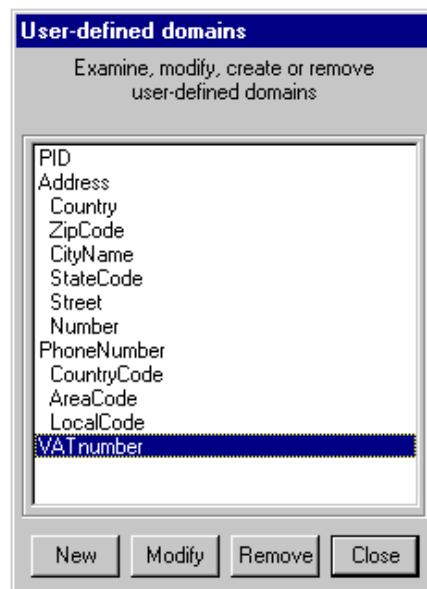 User-defined domains
Examine, modify, create or remove
user-defined domains
PID
Address
Country
ZipCode
CityName
StateCode
Street
Number
PhoneNumber
CountryCode
AreaCode
LocalCode
VATnumber
New Modify Remove Close